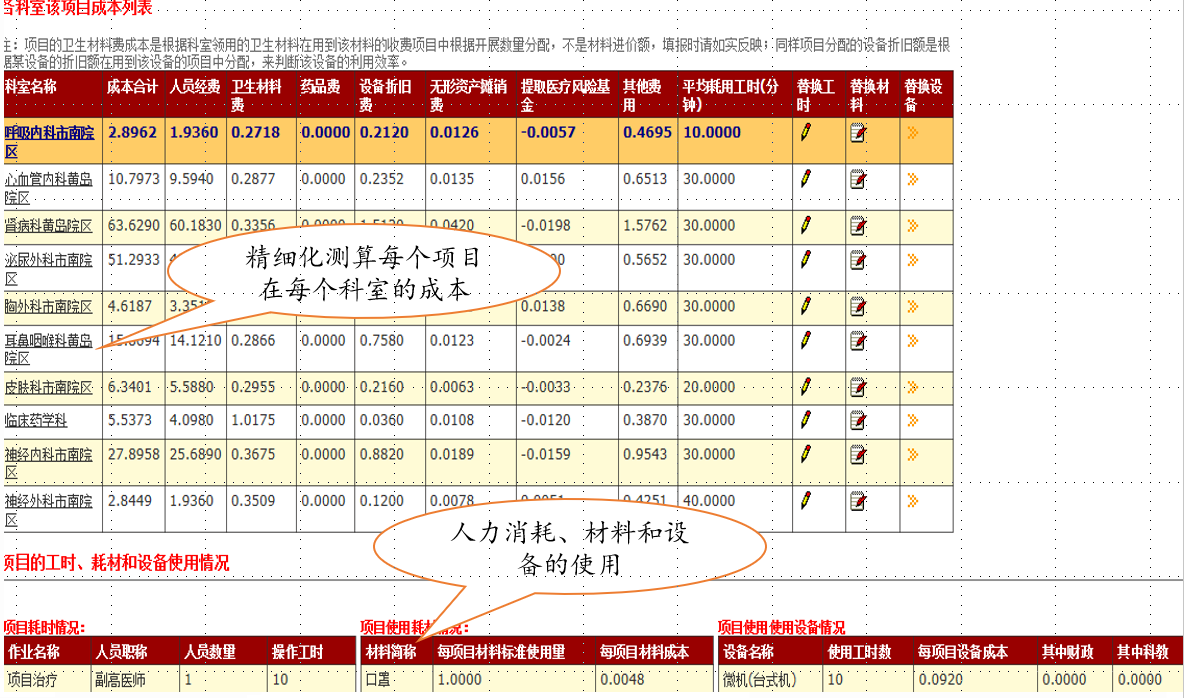 各科室该项目成本列表
注：项目的卫生材料费成本是根据科室领用的卫生材料在用到该材料的收费项目中根据开展数量分配，不是材料进价额，填报时请如实反映；同样项目分配的设备折旧额是根
据某设备的折旧额在用到该设备的项目中分配，来判断该设备的利用效率。
科室名称 成本合计 人员经费 卫生材料费 药品费 设备折旧费 无形资产摊销费 提取医疗风险基金 其他费用 平均耗用工时(分钟) 替换工时 替换材料 替换设备
呼吸内科市南院区 2.8962 1.9360 0.2718 0.0000 0.2120 0.0126 -0.0057 0.4695 10.0000
心血管内科黄岛院区 10.7973 9.5940 0.2877 0.0000 0.2352 0.0135 0.0156 0.6513 30.0000
肾病科黄岛院区 63.6290 60.1830 0.3356 0.0000 0.0420 -0.0198 1.5762 30.0000
泌尿外科市南院区 51.2933 0.5652 30.0000
胸外科市南院区 4.6187 0.0138 0.6690 30.0000
耳鼻咽喉科黄岛院区 14.1210 0.2866 0.0000 0.7580 0.0123 -0.0024 0.6939 30.0000
皮肤科市南院区 6.3401 5.5880 0.2955 0.0000 0.2160 0.0063 -0.0033 0.2376 20.0000
临床药学科 5.5373 4.0980 1.0175 0.0000 0.0360 0.0108 -0.0120 0.3870 30.0000
神经内科市南院区 27.8958 25.6890 0.3675 0.0000 0.8820 0.0189 -0.0159 0.9543 30.0000
神经外科市南院区 2.8449 1.9360 0.3509 0.0000 0.1200 0.0078 0.4251 40.0000
精细化测算每个项目
在每个科室的成本
人力消耗、材料和设
备的使用
项目的工时、耗材和设备使用情况
项目耗时情况： 项目使用耗材情况： 项目使用使用设备情况
作业名称 人员职称 人员数量 操作工时 材料简称 每项目材料标准使用量 每项目材料成本 设备名称 使用工时数 每项目设备成本 其中财政 其中科教
项目治疗 副高医师 1 10 口罩 1.0000 0.0048 微机(台式机) 10 0.0920 0.0000 0.0000